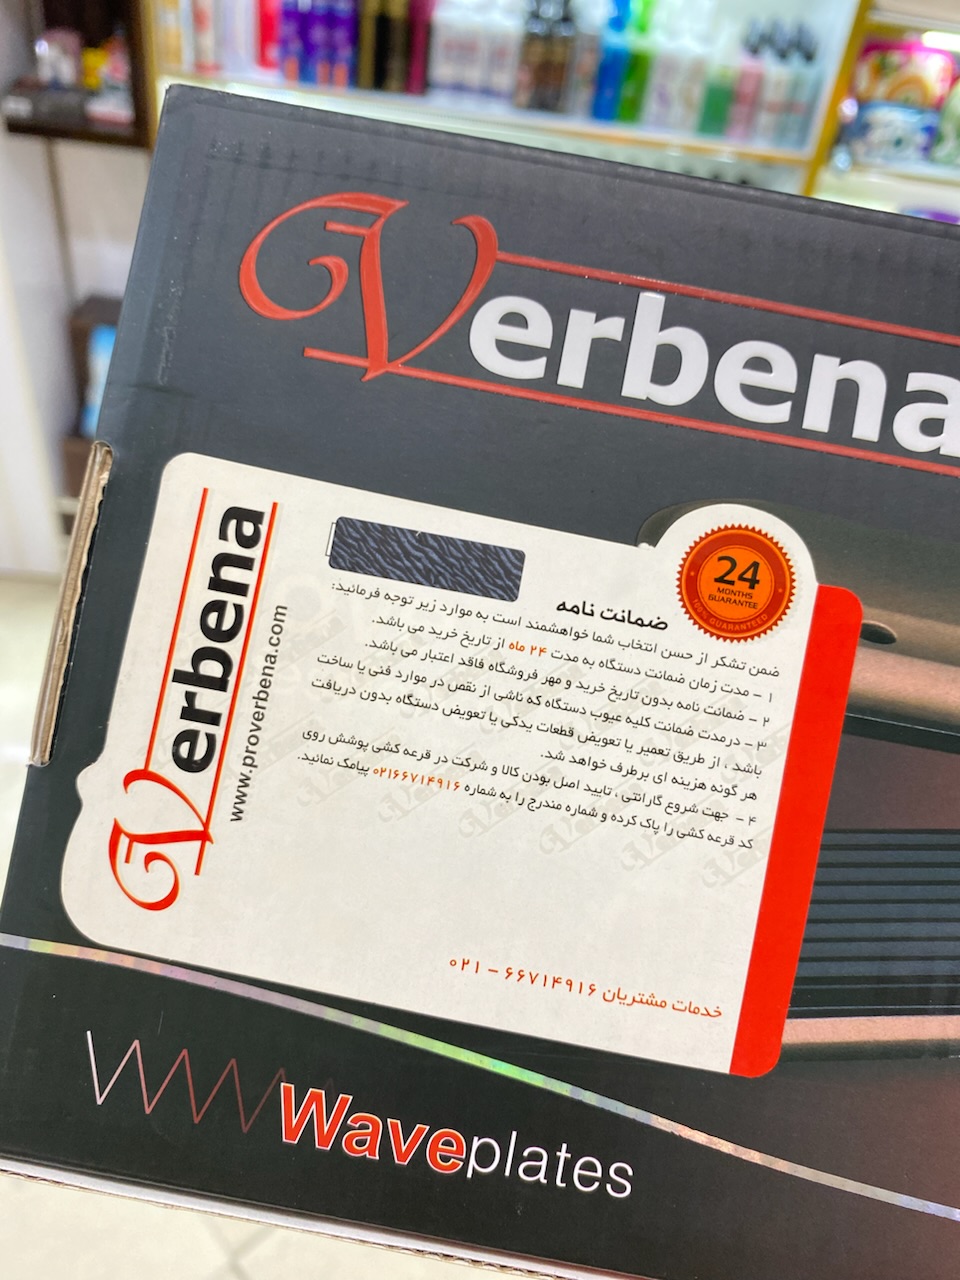 Verbena
24
MONTHS
GUARANTEE
100% GUARANTEED
ضمانت نامه
ضمن تشکر از حسن انتخاب شما خواهشمند است به موارد زیر توجه فرمائید:
۱ - مدت زمان ضمانت دستگاه به مدت ۲۴ ماه از تاریخ خرید می باشد.
۲ - ضمانت نامه بدون تاریخ خرید و مهر فروشگاه فاقد اعتبار می باشد.
۳ - درمدت ضمانت کلیه عیوب دستگاه که ناشی از نقص در موارد فنی یا ساخت
باشد ، از طریق تعمیر یا تعویض قطعات یدکی یا تعویض دستگاه بدون دریافت
هر گونه هزینه ای برطرف خواهد شد.
۴ - جهت شروع گارانتی ، تایید اصل بودن کالا و شرکت در قرعه کشی پوشش روی
کد قرعه کشی را پاک کرده و شماره مندرج را به شماره ۰۲۱۶۶۷۱۴۹۱۶ پیامک نمائید.
خدمات مشتریان ۶۶۷۱۴۹۱۶ - ۰۲۱
Verbena
www.proverbena.com
Waveplates